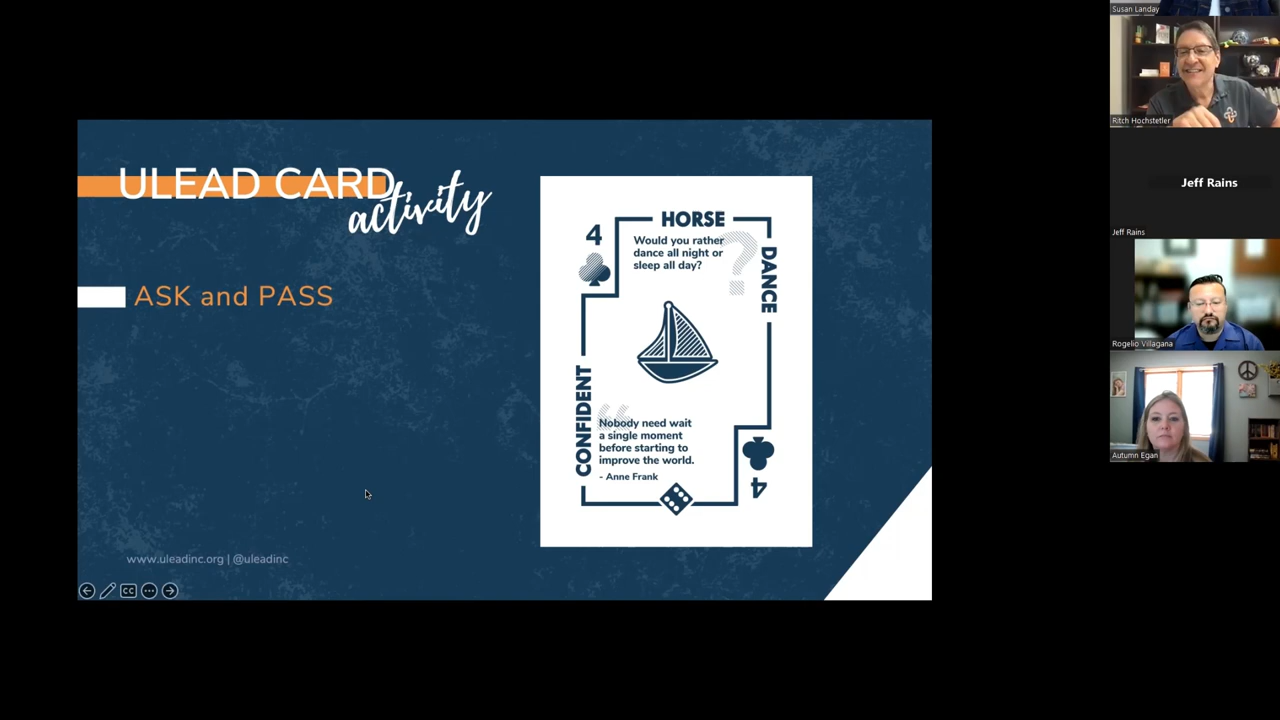 ULEAD CARD
activity
ASK and PASS
www.uleadinc.org | @uleadinc
CC
4
HORSE
Would you rather
dance all night or
sleep all day?
?
DANCE
CONFIDENT
“
Nobody need wait
a single moment
before starting to
improve the world.
- Anne Frank
4
Susan Landay
Ritch Hochstetler
Jeff Rains
Jeff Rains
Rogelio Villagana
Autumn Egan